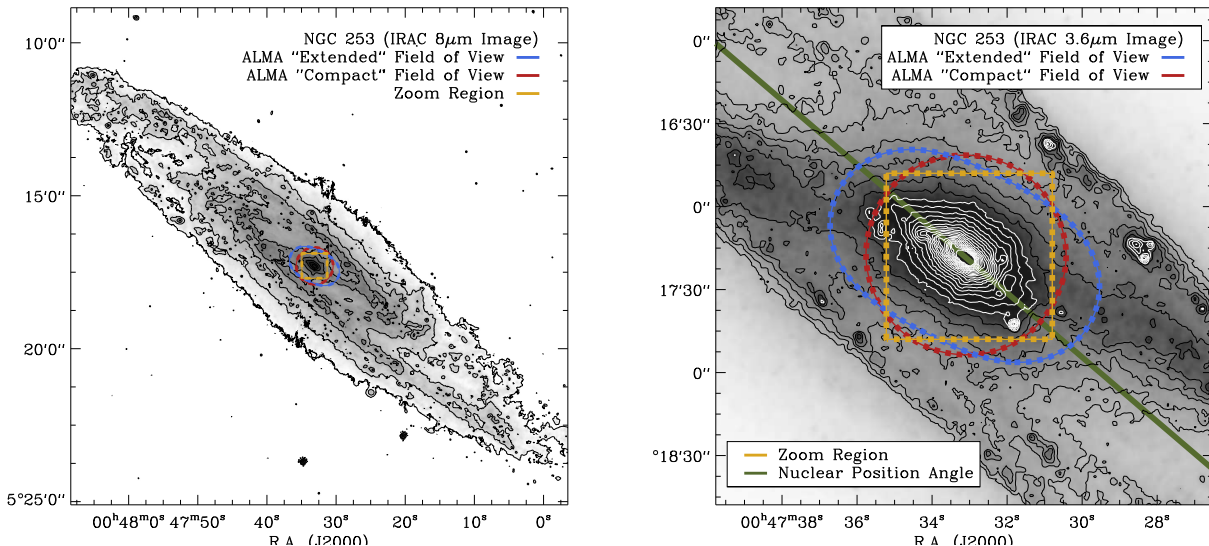 NGC 253 (IRAC 8μm Image)
ALMA "Extended" Field of View
ALMA "Compact" Field of View
Zoom Region
10'0"
15'0"
20'0"
5°25'0"
00ʰ48ᵐ0ˢ 47ᵐ50ˢ 40ˢ 30ˢ 20ˢ 10ˢ 0ˢ
R.A. (J2000)
NGC 253 (IRAC 3.6μm Image)
ALMA "Extended" Field of View
ALMA "Compact" Field of View
0"
16'30"
0"
17'30"
0"
°18'30"
Zoom Region
Nuclear Position Angle
00ʰ47ᵐ38ˢ 36ˢ 34ˢ 32ˢ 30ˢ 28ˢ
R.A. (J2000)